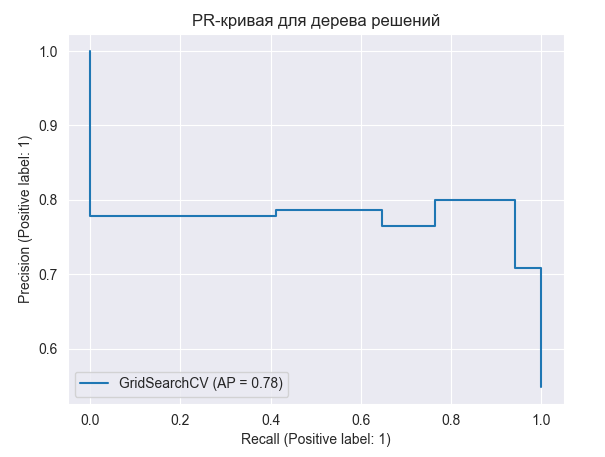 PR-кривая для дерева решений
1.0
0.9
0.8
0.7
0.6
Precision (Positive label: 1)
GridSearchCV (AP = 0.78)
0.0 0.2 0.4 0.6 0.8 1.0
Recall (Positive label: 1)